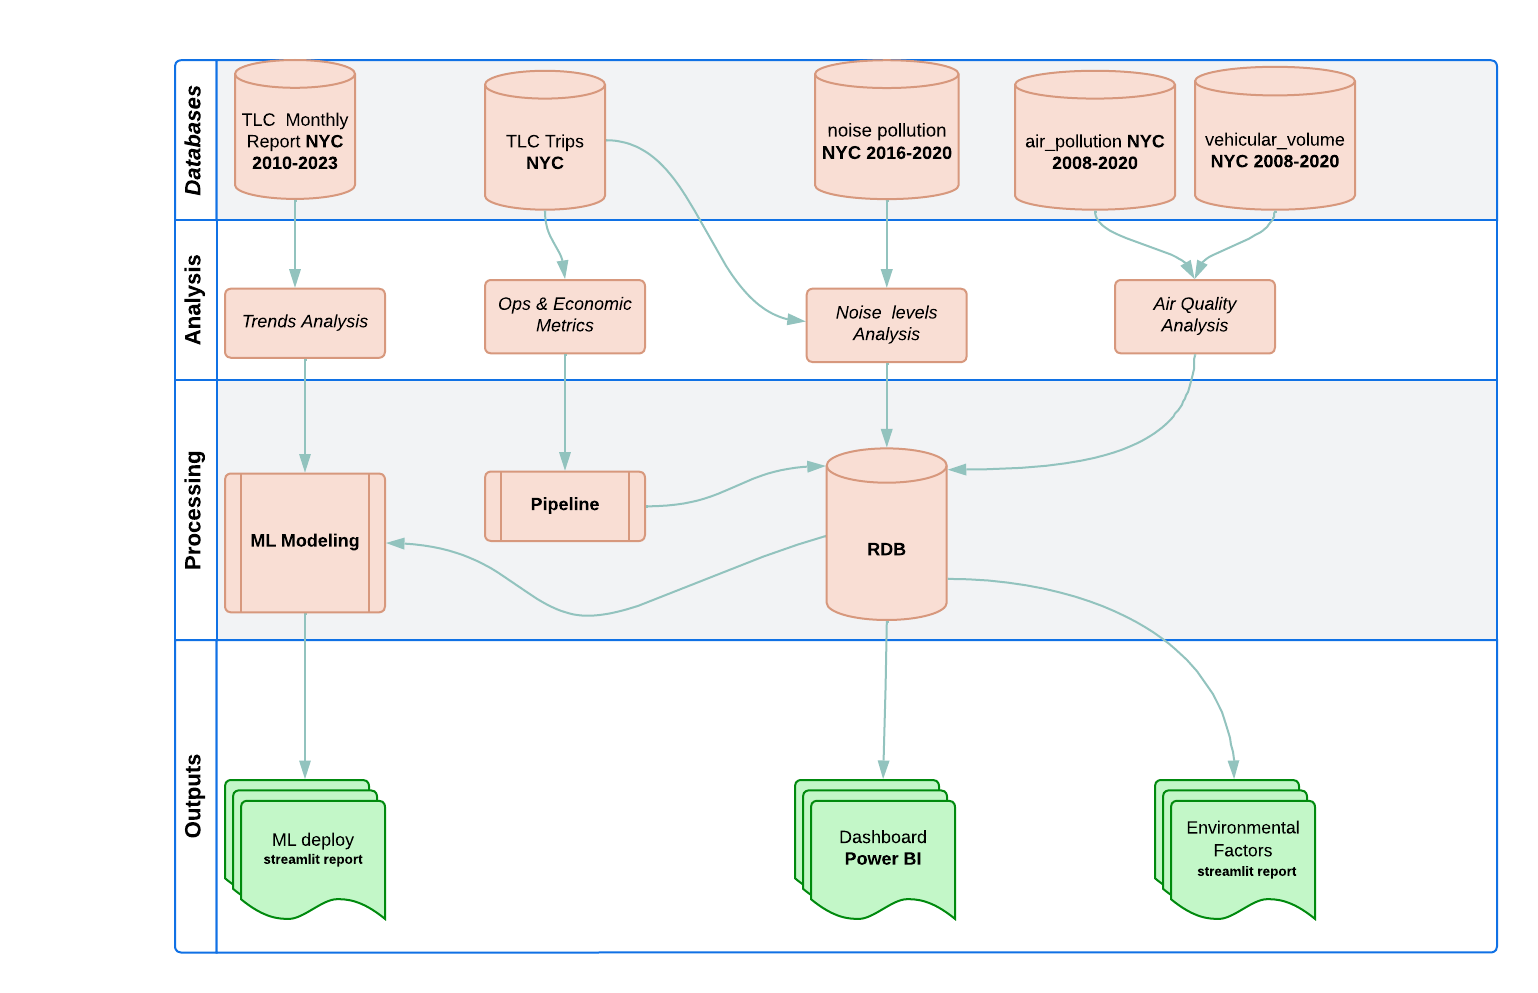 Databases
TLC  Monthly
Report NYC
2010-2023
TLC Trips
NYC
noise pollution
NYC 2016-2020
air_pollution NYC
2008-2020
vehicular_volume
NYC 2008-2020
Analysis
Trends Analysis
Ops & Economic
Metrics
Noise  levels
Analysis
Air Quality
Analysis
Processing
ML Modeling
Pipeline
RDB
Outputs
ML deploy
streamlit report
Dashboard
Power BI
Environmental
Factors
streamlit report